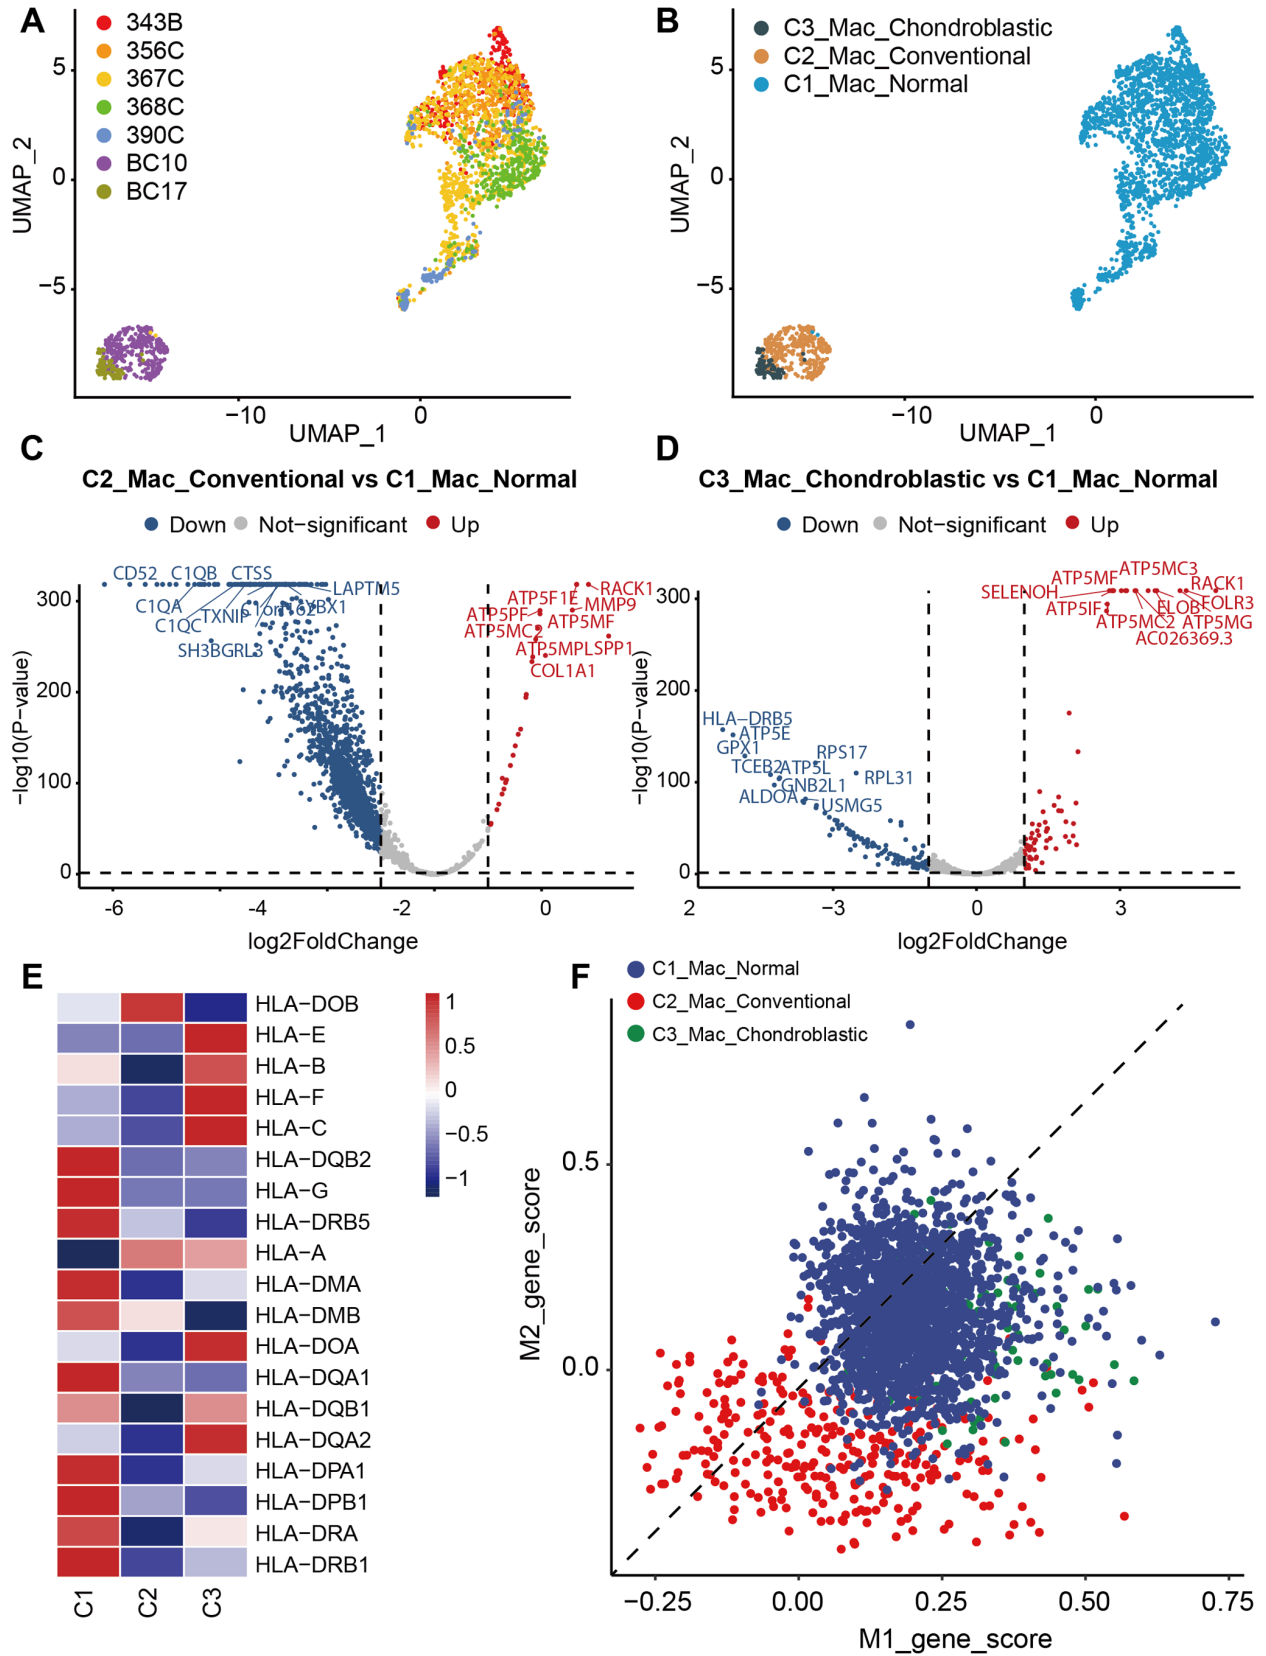 A
343B
356C
367C
368C
390C
BC10
BC17
5
0
−5
UMAP_2
−10
0
UMAP_1
B
C3_Mac_Chondroblastic
C2_Mac_Conventional
C1_Mac_Normal
5
0
−5
UMAP_2
−10
0
UMAP_1
C
C2_Mac_Conventional vs C1_Mac_Normal
Down Not−significant Up
CD52 C1QB CTSS
LAPTM5
C1QA
TXNIP C1orf162 YBX1
C1QC
SH3BGRL3
RACK1
ATP5F1E
MMP9
ATP5PF
ATP5MF
ATP5MC2
ATP5MPL SPP1
COL1A1
300
200
100
0
−log10(P−value)
-6 -4 -2 0
log2FoldChange
D
C3_Mac_Chondroblastic vs C1_Mac_Normal
Down Not−significant Up
ATP5MC3
ATP5MF
RACK1
SELENOH
ATP5IF
ELOB FOLR3
ATP5MC2 ATP5MG
AC026369.3
HLA−DRB5
ATP5E
GPX1
RPS17
TCEB2 ATP5L
RPL31
GNB2L1
ALDOA
USMG5
300
200
100
0
−log10(P−value)
2 −3 0 3
log2FoldChange
E
HLA−DOB
HLA−E
HLA−B
HLA−F
HLA−C
HLA−DQB2
HLA−G
HLA−DRB5
HLA−A
HLA−DMA
HLA−DMB
HLA−DOA
HLA−DQA1
HLA−DQB1
HLA−DQA2
HLA−DPA1
HLA−DPB1
HLA−DRA
HLA−DRB1
C1 C2 C3
1
0.5
0
−0.5
−1
F
C1_Mac_Normal
C2_Mac_Conventional
C3_Mac_Chondroblastic
0.5
0.0
M2_gene_score
−0.25 0.00 0.25 0.50 0.75
M1_gene_score